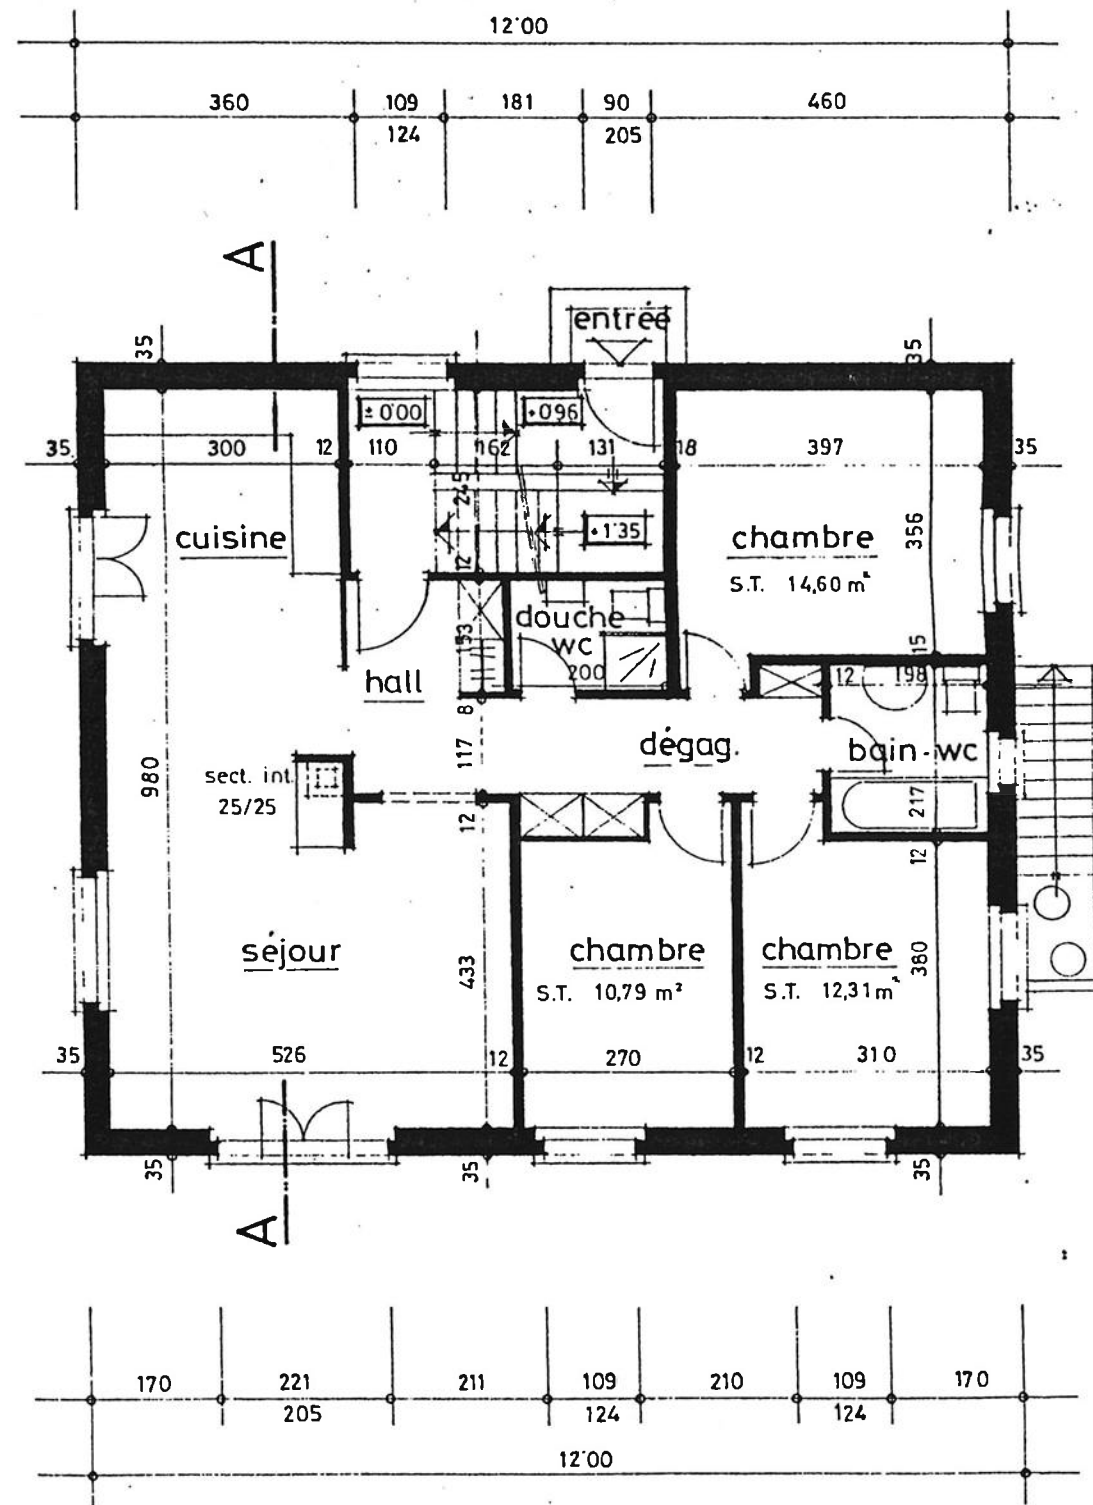 12'00
360 109 181 90 460
124 205
A
entrée
35 35
± 0'00 +0'96
35 300 12 110 162 131 18 397 35
245
cuisine
+1'35
chambre
356
S.T. 14,60 m²
12
douche
wc
153
200
15
hall
12 198
8
dégag.
bain-wc
117
980
sect. int.
25/25
217
12
12
séjour
433
chambre
S.T. 10,79 m²
chambre
S.T. 12,31 m²
380
35 526 12 270 12 310 35
35 35 35
A
170 221 211 109 210 109 170
205 124 124
12'00